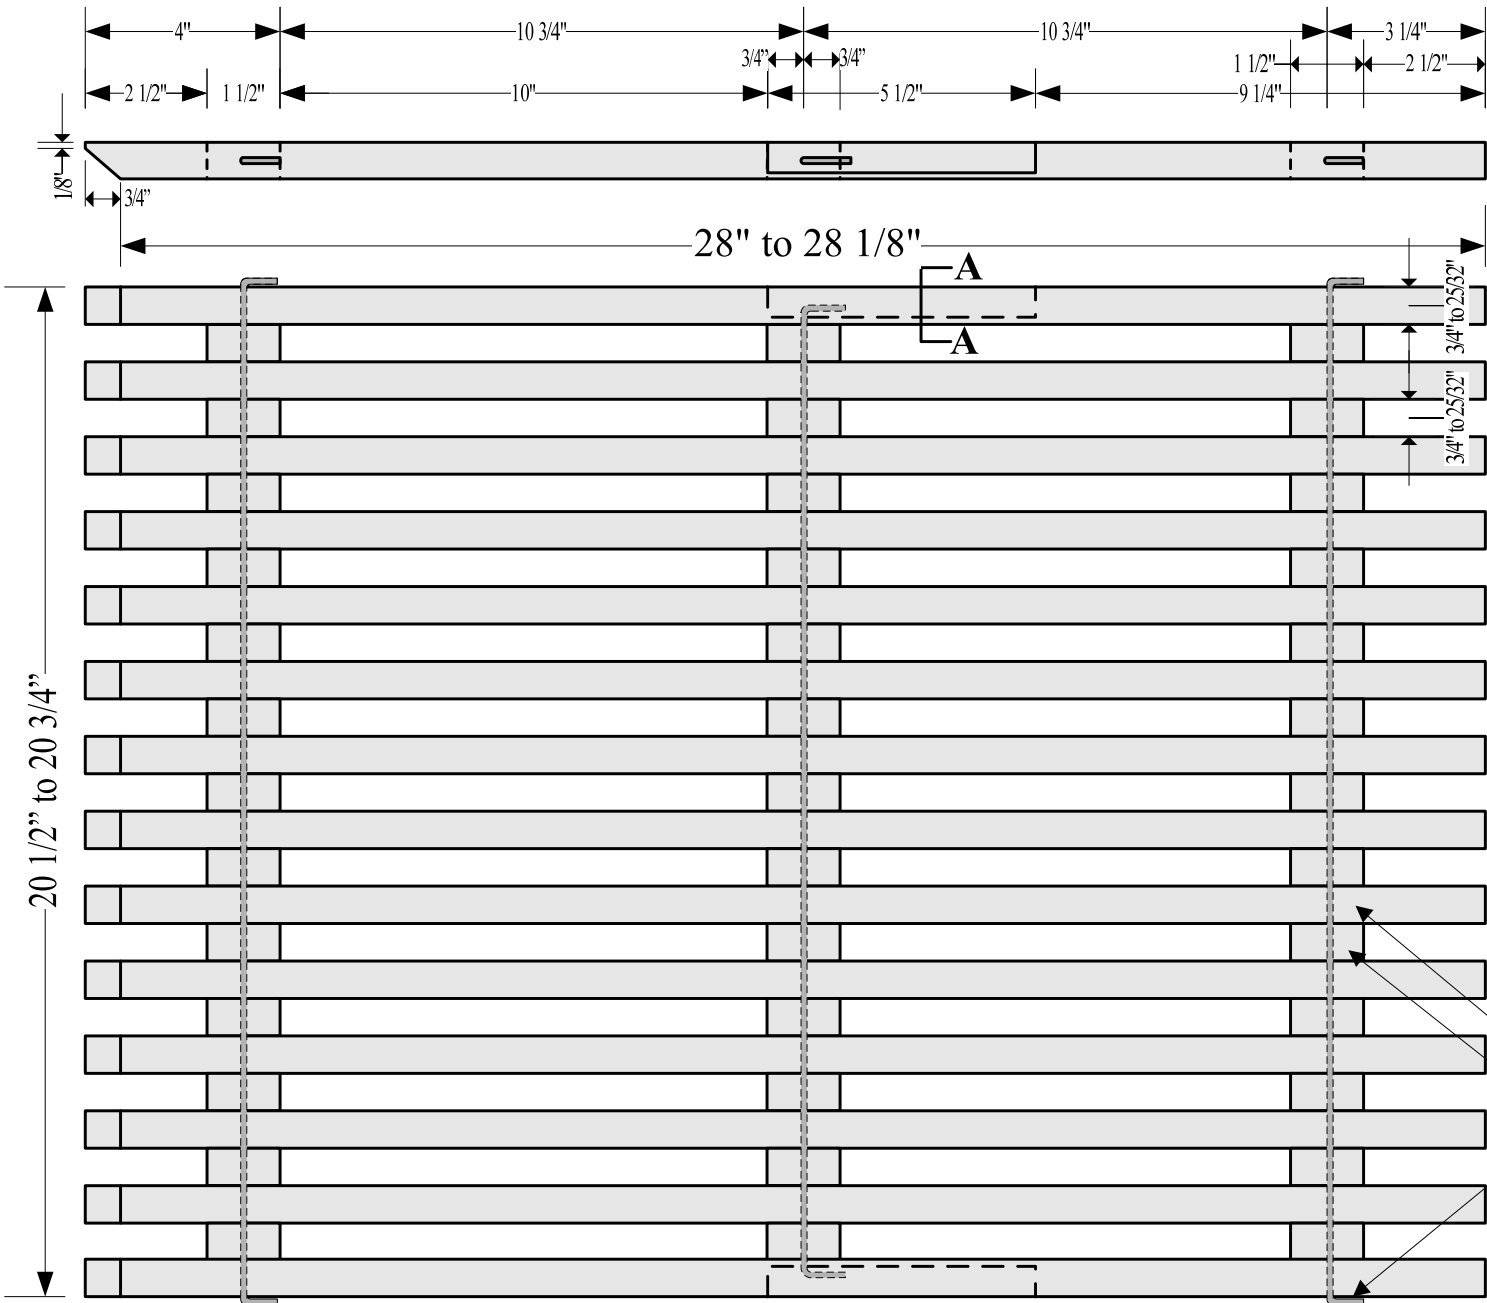 4" 10 3/4" 10 3/4" 3 1/4"
3/4” 3/4” 1 1/2" 2 1/2"
2 1/2" 1 1/2" 10" 5 1/2" 9 1/4"
1/8"
3/4”
28" to 28 1/8"
A
A
3/4" to 25/32"
3/4" to 25/32"
20 1/2” to 20 3/4”